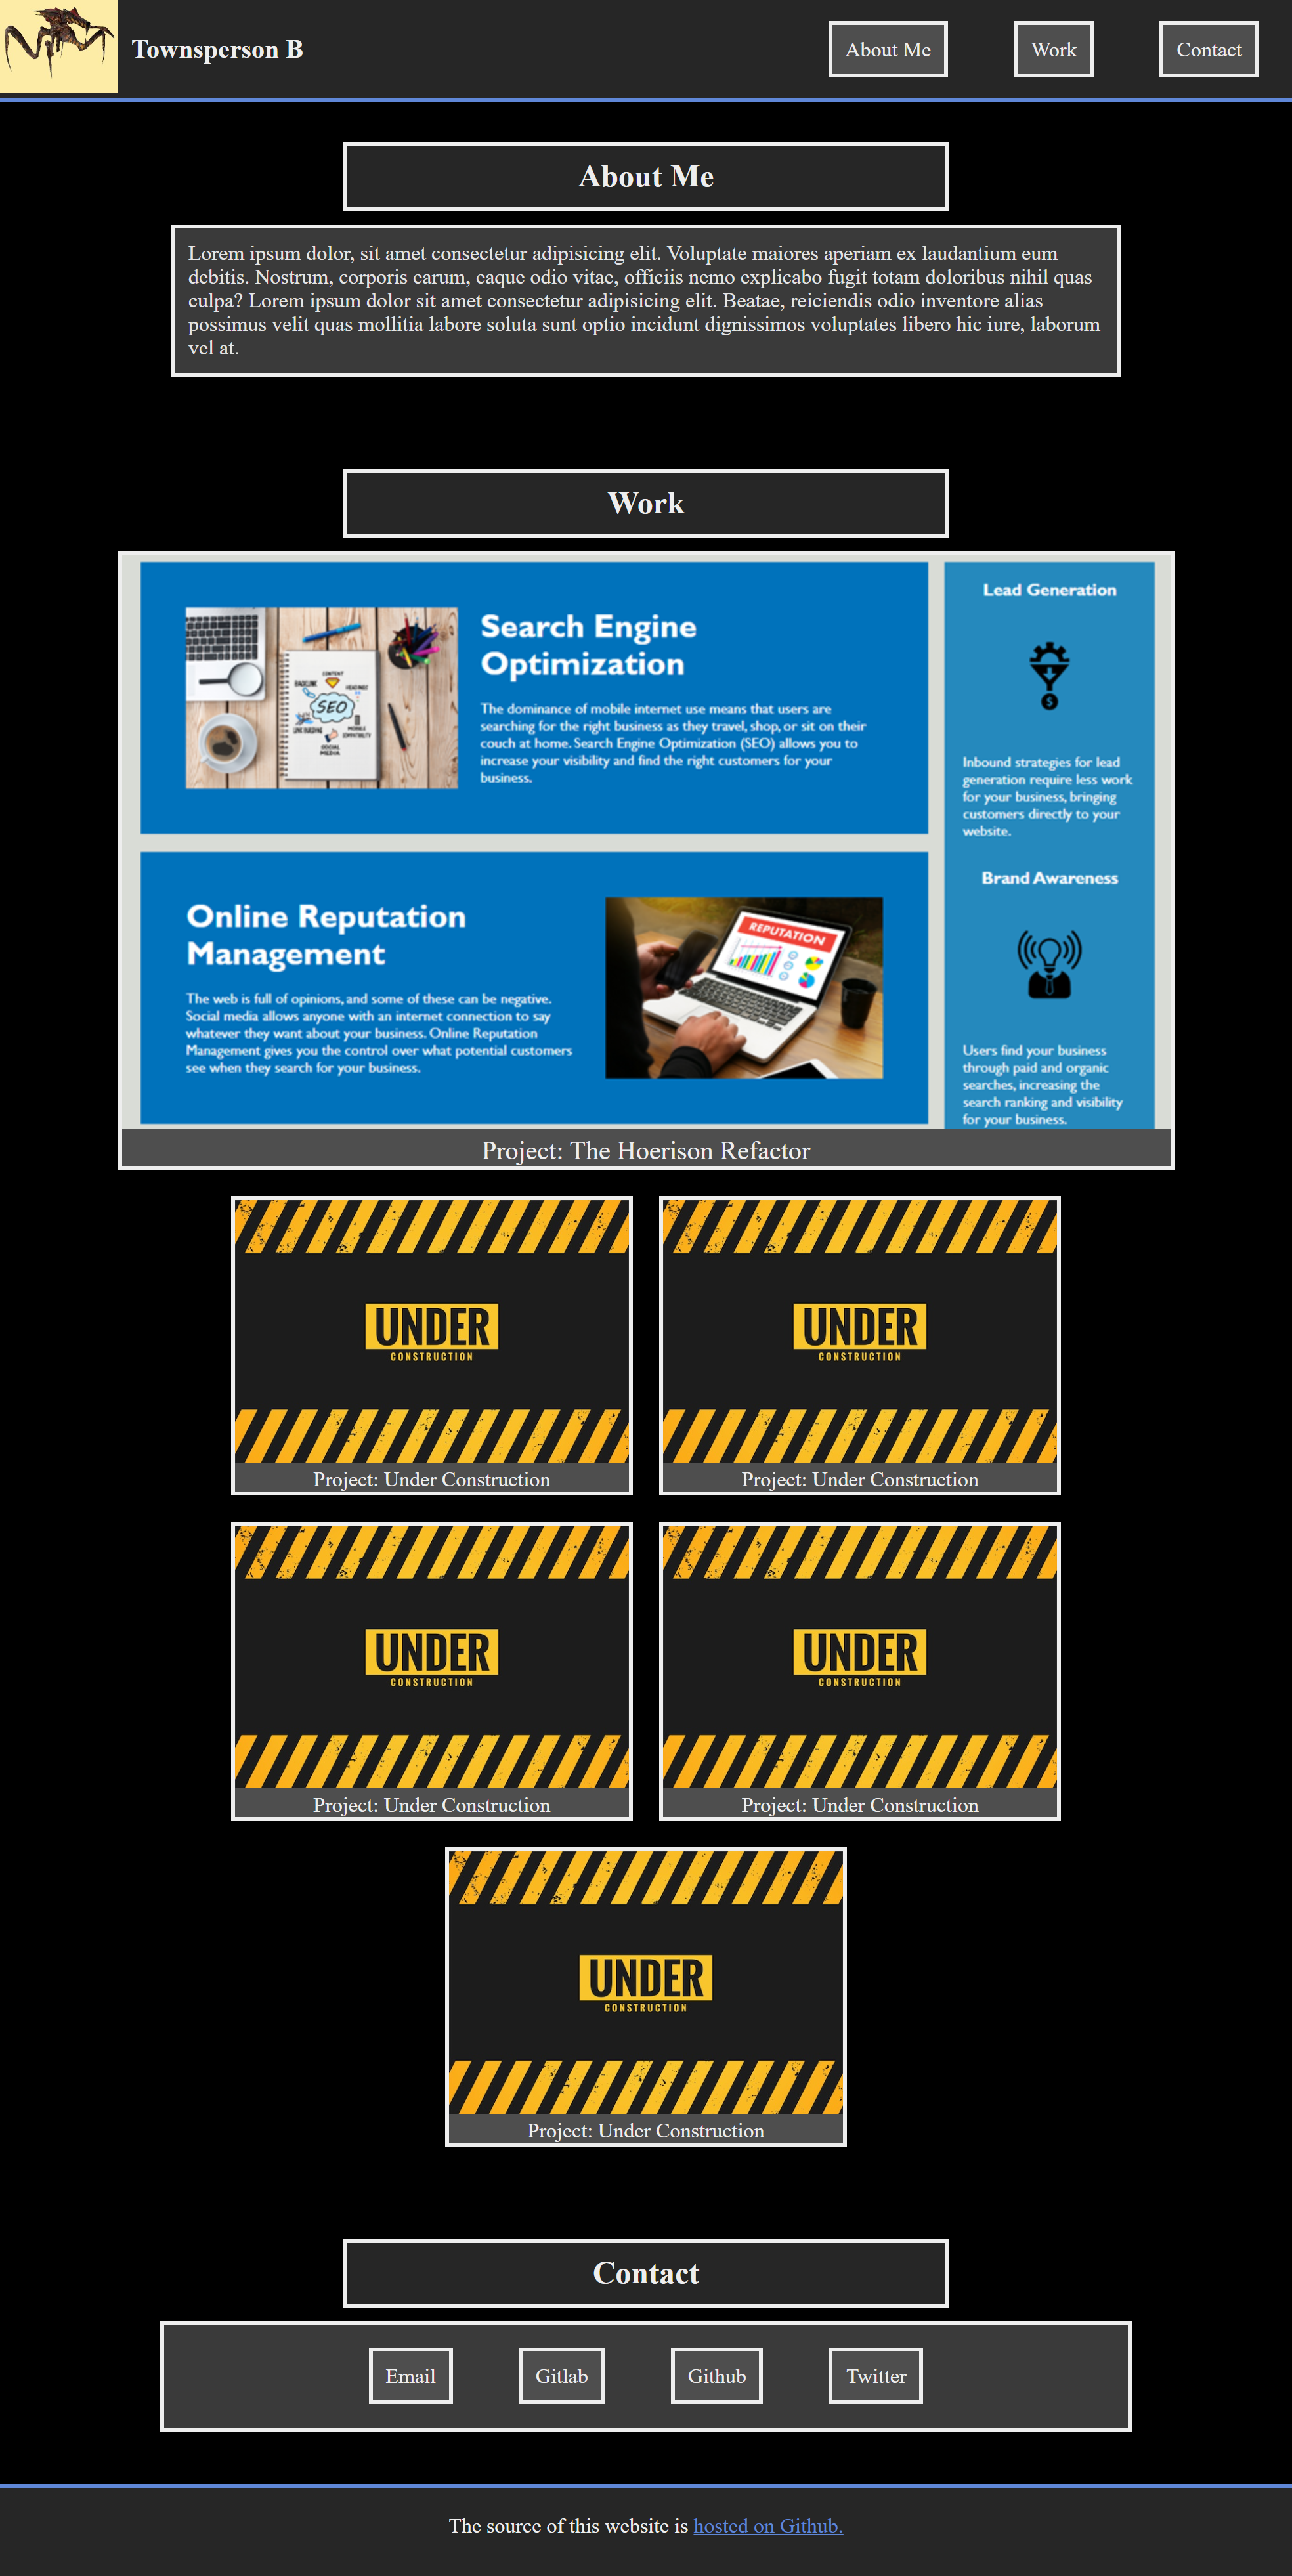 Townsperson B
About Me
Work
Contact
About Me
Lorem ipsum dolor, sit amet consectetur adipisicing elit. Voluptate maiores aperiam ex laudantium eum
debitis. Nostrum, corporis earum, eaque odio vitae, officiis nemo explicabo fugit totam doloribus nihil quas
culpa? Lorem ipsum dolor sit amet consectetur adipisicing elit. Beatae, reiciendis odio inventore alias
possimus velit quas mollitia labore soluta sunt optio incidunt dignissimos voluptates libero hic iure, laborum
vel at.
Work
CONTENT
BACKLINK
SEO
SOCIAL
MEDIA
Search Engine
Optimization
The dominance of mobile internet use means that users are
searching for the right business as they travel, shop, or sit on their
couch at home. Search Engine Optimization (SEO) allows you to
increase your visibility and find the right customers for your
business.
Online Reputation
Management
The web is full of opinions, and some of these can be negative.
Social media allows anyone with an internet connection to say
whatever they want about your business. Online Reputation
Management gives you the control over what potential customers
see when they search for your business.
REPUTATION
Lead Generation
$
Inbound strategies for lead
generation require less work
for your business, bringing
customers directly to your
website.
Brand Awareness
Users find your business
through paid and organic
searches, increasing the
search ranking and visibility
for your business.
Project: The Hoerison Refactor
UNDER
CONSTRUCTION
Project: Under Construction
UNDER
CONSTRUCTION
Project: Under Construction
UNDER
CONSTRUCTION
Project: Under Construction
UNDER
CONSTRUCTION
Project: Under Construction
UNDER
CONSTRUCTION
Project: Under Construction
Contact
Email
Gitlab
Github
Twitter
The source of this website is hosted on Github.